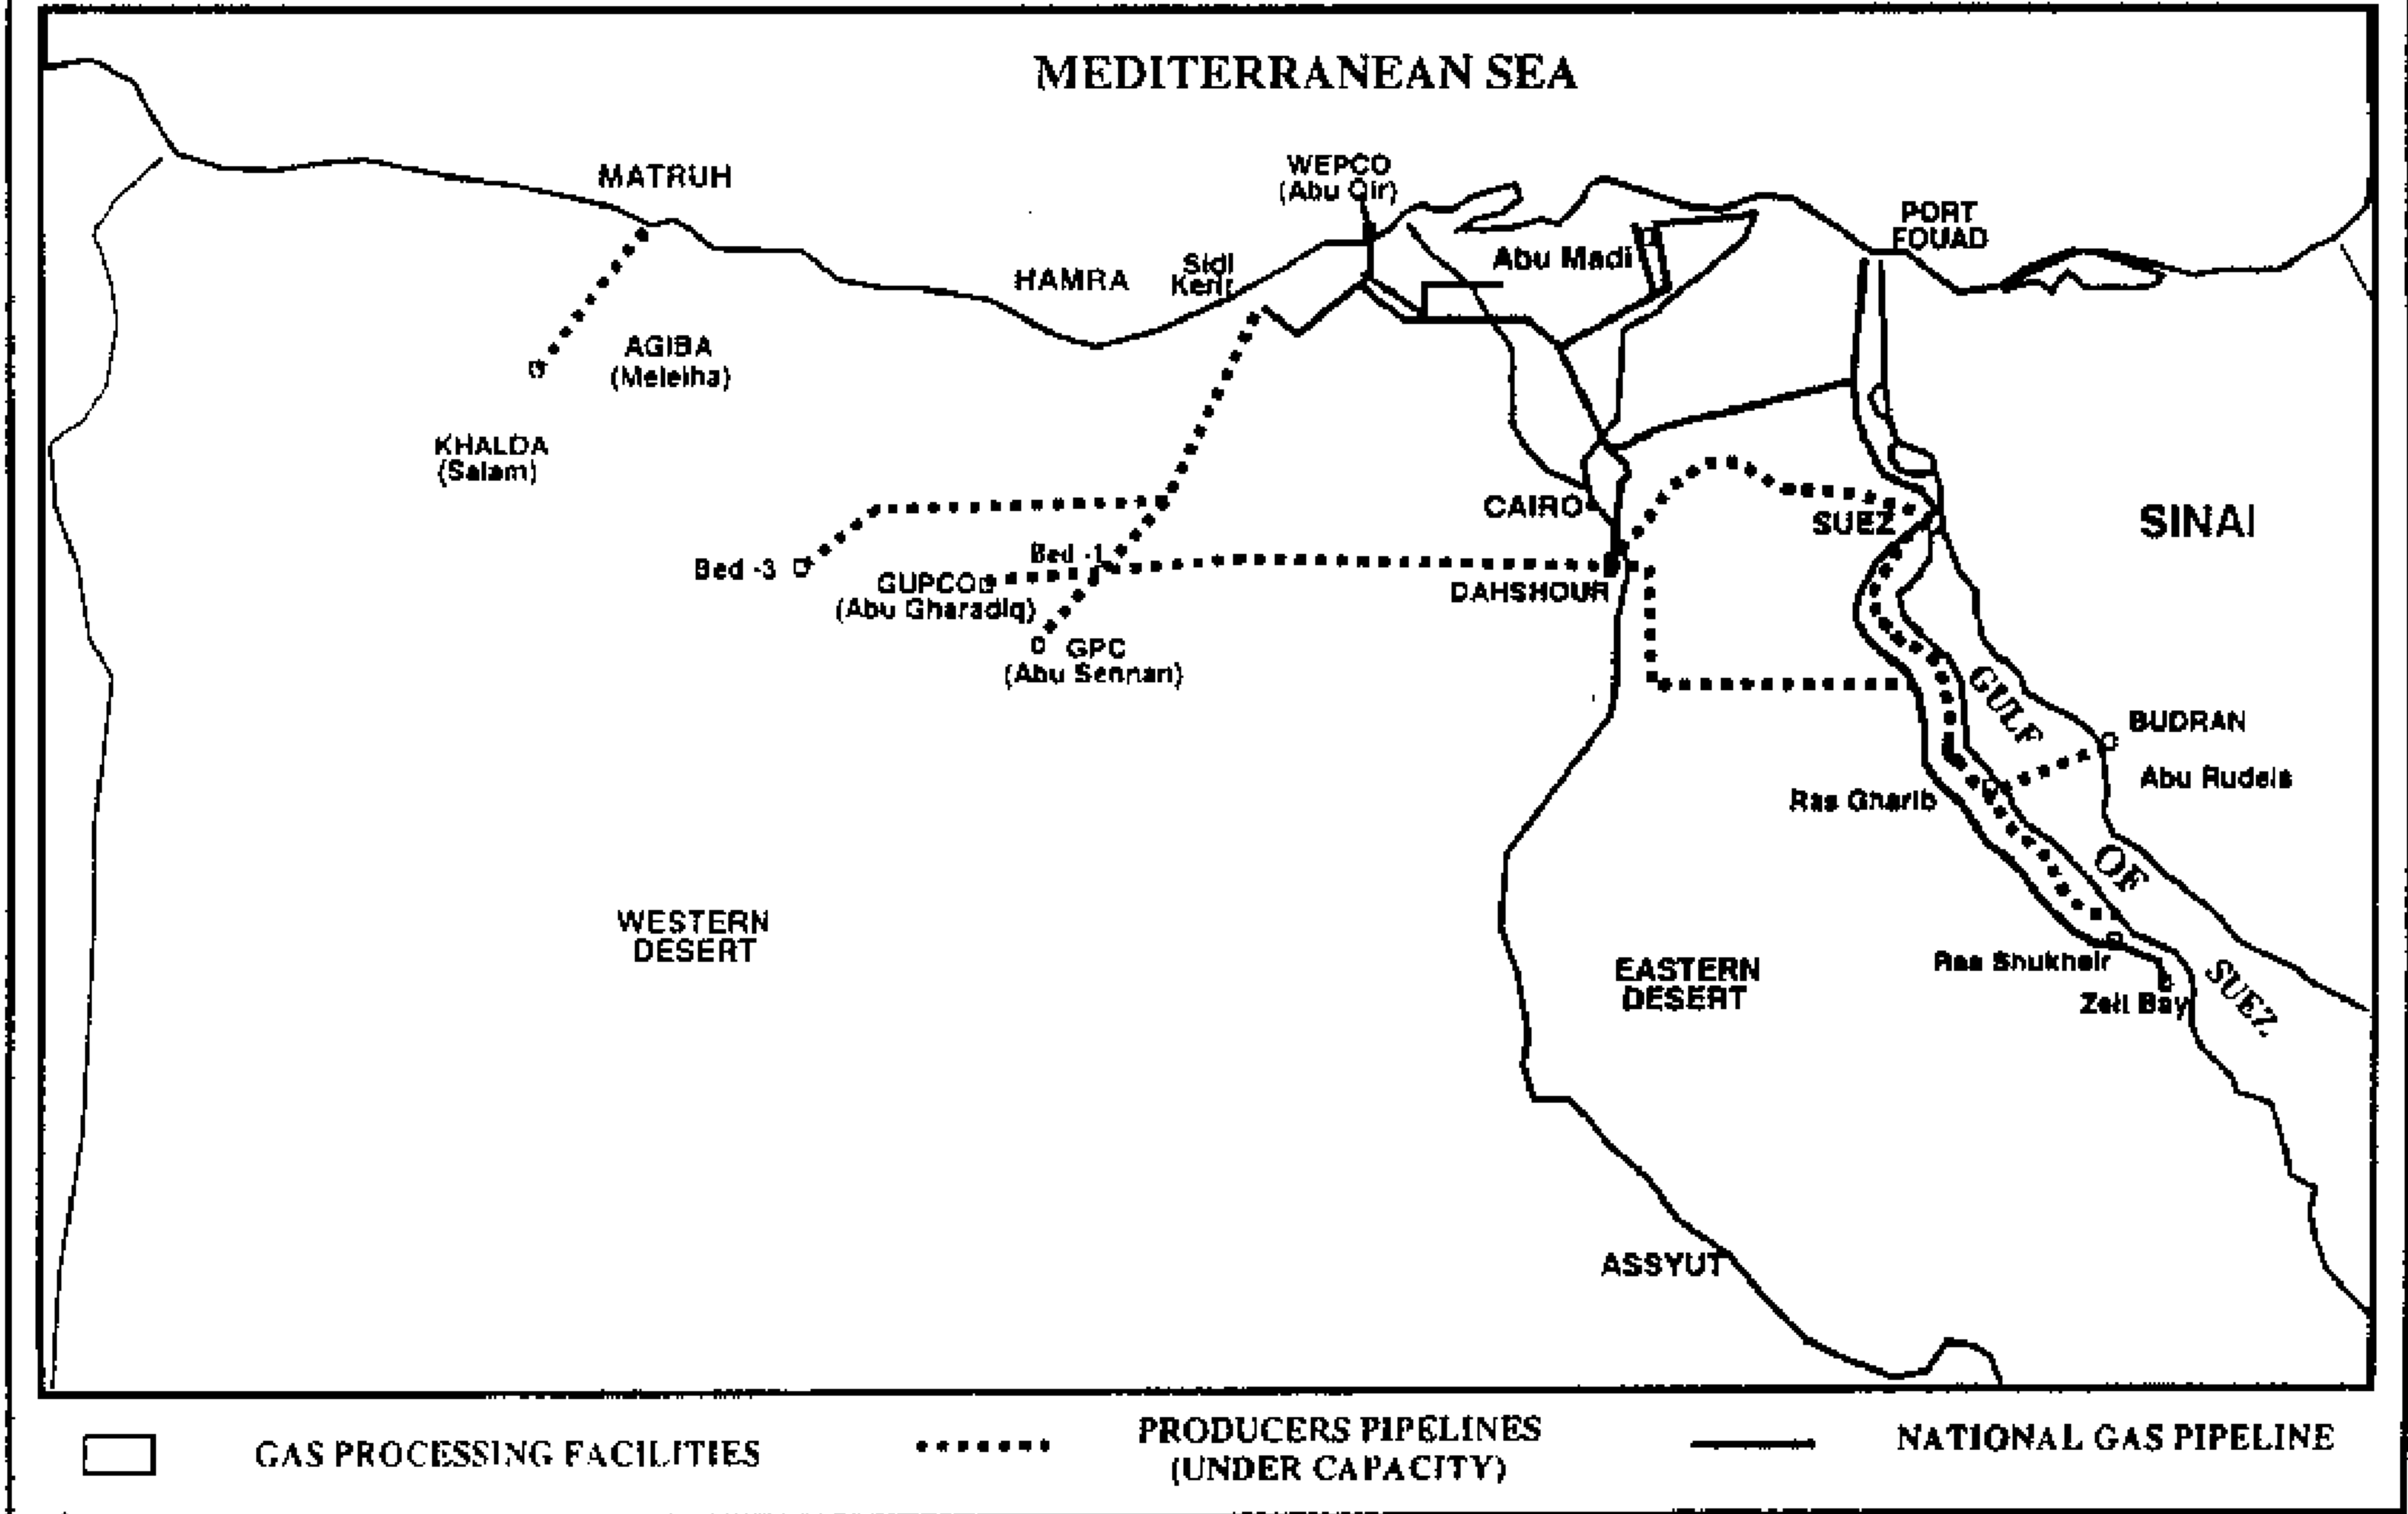 MEDITERRANEAN SEA
MATRUH
WEPCO
(Abu Qir)
PORT
FOUAD
Abu Madi
Sidi
Kerir
HAMRA
AGIBA
(Meleiha)
KHALDA
(Salam)
CAIRO
SUEZ
SINAI
Bed -3
Bed -1
GUPCO
(Abu Gharadiq)
DAHSHOUR
GPC
(Abu Sennan)
GULF
OF
SUEZ
BUDRAN
Abu Rudeis
Ras Gharib
WESTERN
DESERT
EASTERN
DESERT
Ras Shukheir
Zeit Bay
ASSYUT
GAS PROCESSING FACILITIES
PRODUCERS PIPELINES
(UNDER CAPACITY)
NATIONAL GAS PIPELINE